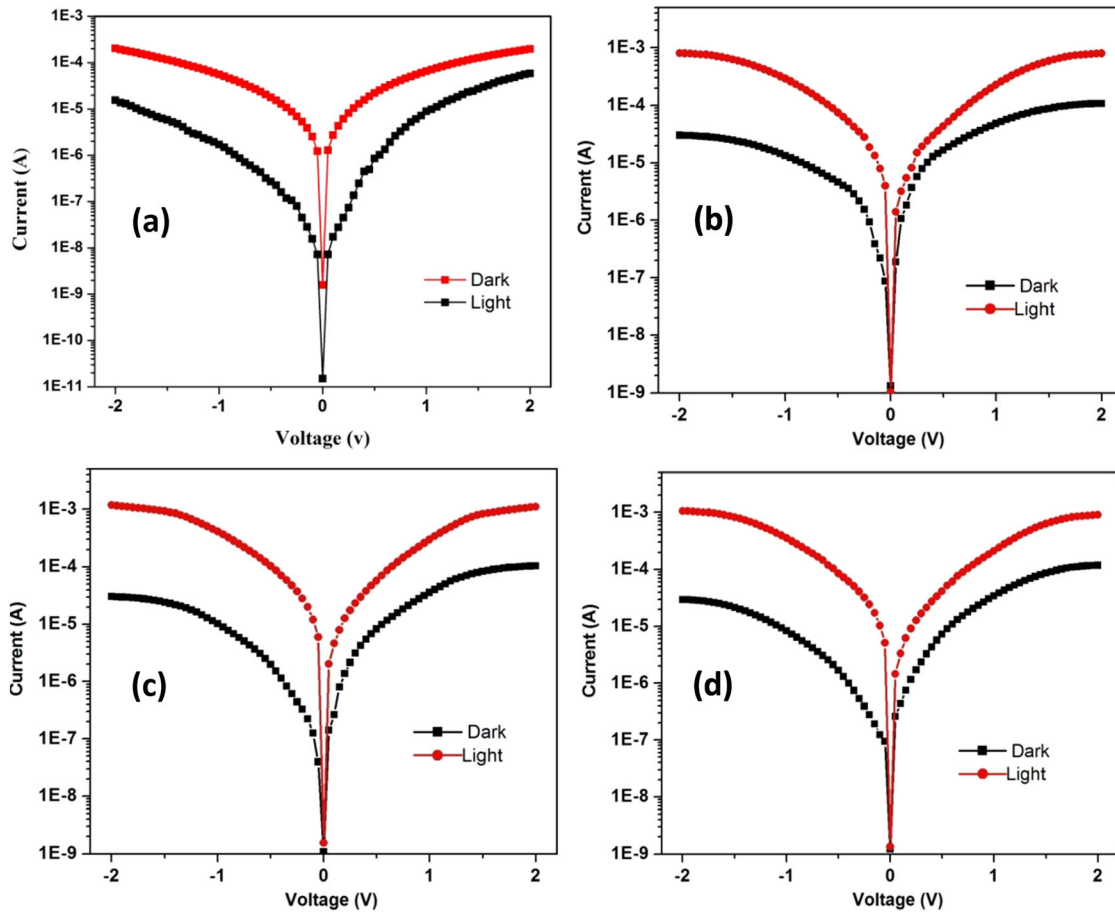 1E-3
1E-4
1E-5
1E-6
1E-7
1E-8
1E-9
1E-10
1E-11
Current (A)
(a)
Dark
Light
-2 -1 0 1 2
Voltage (v)
1E-3
1E-4
1E-5
1E-6
1E-7
1E-8
1E-9
Current (A)
(b)
Dark
Light
-2 -1 0 1 2
Voltage (V)
1E-3
1E-4
1E-5
1E-6
1E-7
1E-8
1E-9
Current (A)
(c)
Dark
Light
-2 -1 0 1 2
Voltage (V)
1E-3
1E-4
1E-5
1E-6
1E-7
1E-8
1E-9
Current (A)
(d)
Dark
Light
-2 -1 0 1 2
Voltage (V)